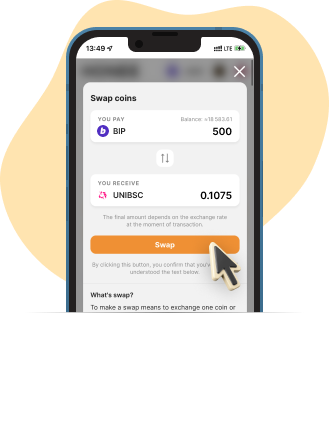 13:49
LTE
Swap coins
YOU PAY
Balance: ≈18 583.61
BIP
500
YOU RECEIVE
UNIBSC
0.1075
The final amount depends on the exchange rate
at the moment of transaction.
Swap
By clicking this button, you confirm that you've
understood the text below.
What's swap?
To make a swap means to exchange one coin or